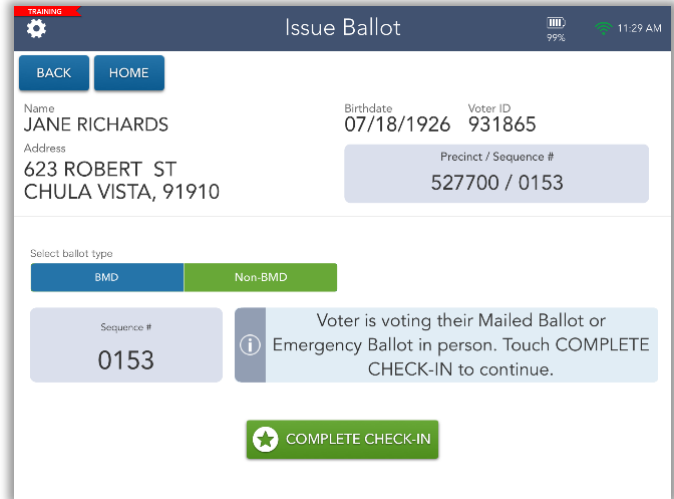 TRAINING
Issue Ballot
99%
11:29 AM
BACK
HOME
Name
JANE RICHARDS
Birthdate
07/18/1926
Voter ID
931865
Address
623 ROBERT ST
CHULA VISTA, 91910
Precinct / Sequence #
527700 / 0153
Select ballot type
BMD
Non-BMD
Sequence #
0153
Voter is voting their Mailed Ballot or
Emergency Ballot in person. Touch COMPLETE
CHECK-IN to continue.
COMPLETE CHECK-IN